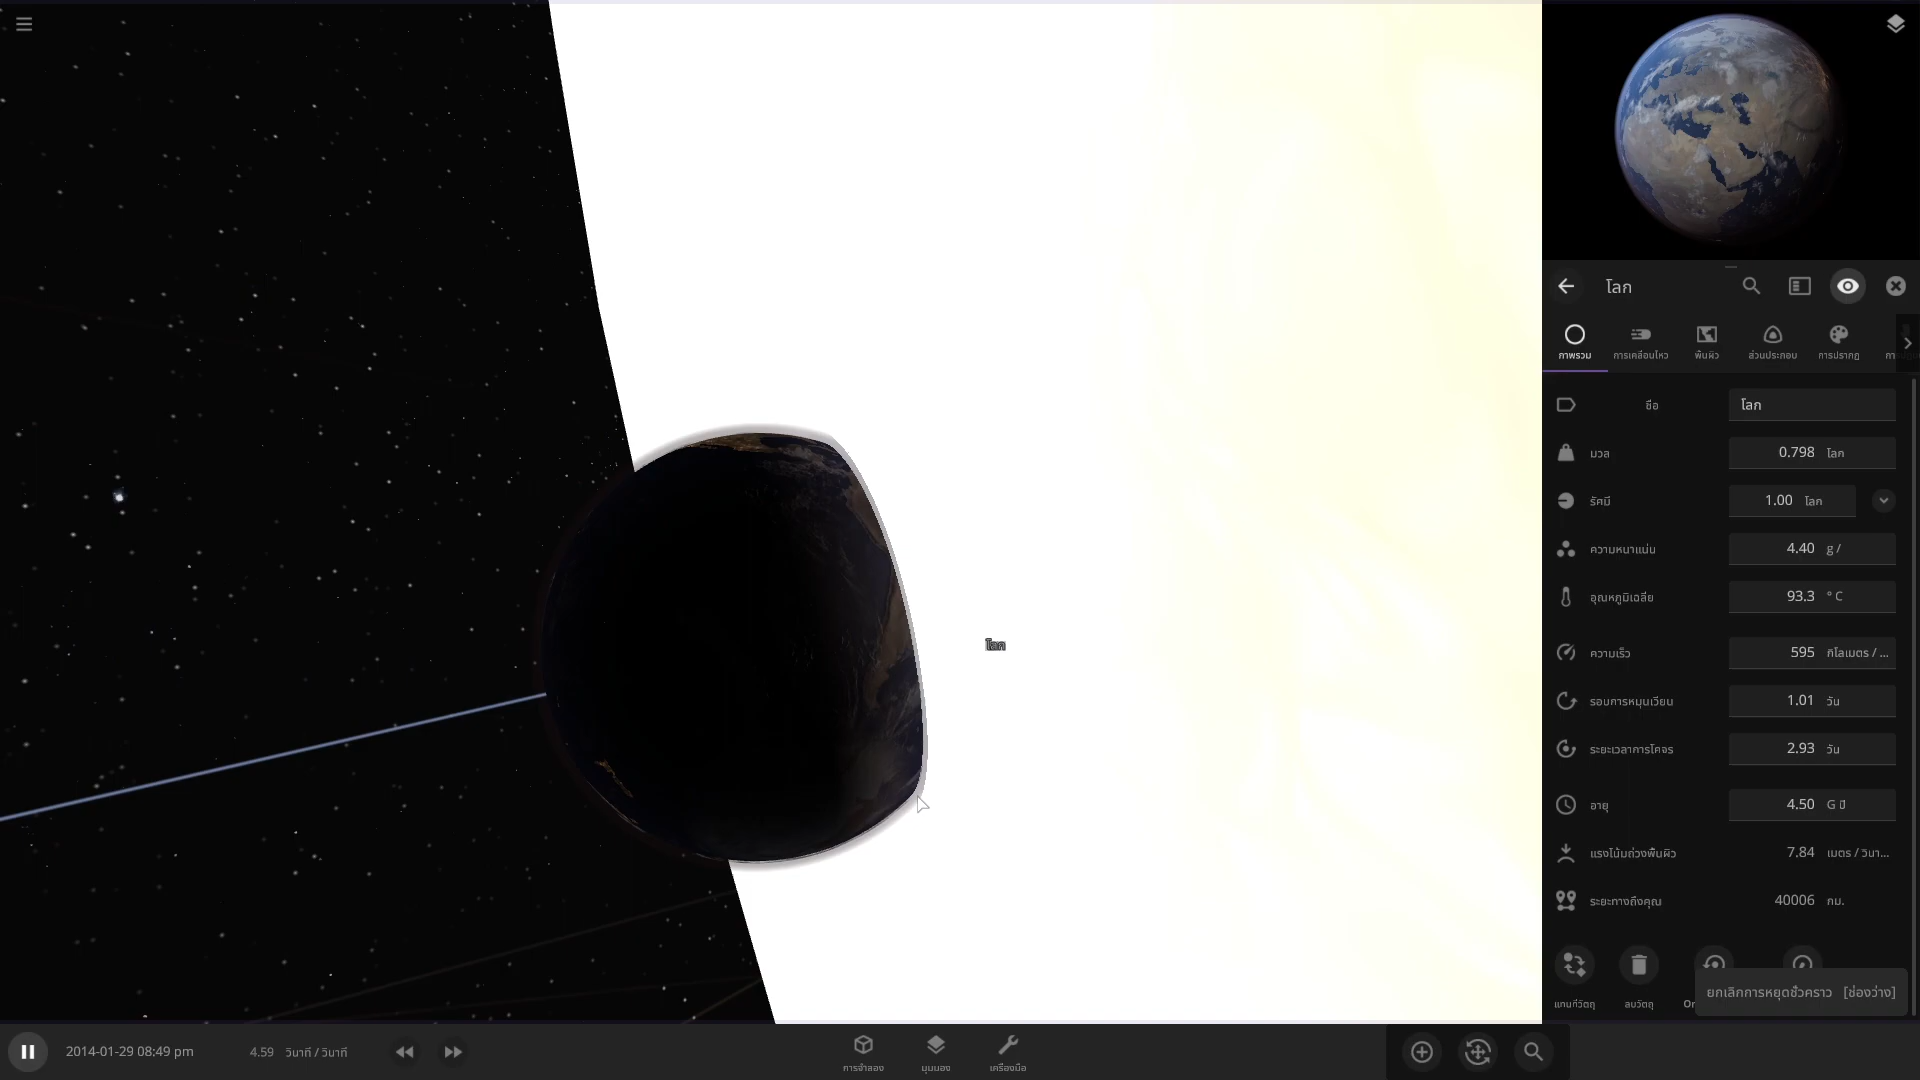 โลก
ภาพรวม การเคลื่อนไหว พื้นผิว ส่วนประกอบ การปรากฏ
ชื่อ โลก
มวล 0.798 โลก
รัศมี 1.00 โลก
ความหนาแน่น 4.40 g /
อุณหภูมิเฉลี่ย 93.3 ° C
โลก
ความเร็ว 595 กิโลเมตร / ...
รอบการหมุนเวียน 1.01 วัน
ระยะเวลาการโคจร 2.93 วัน
อายุ 4.50 G ปี
แรงโน้มถ่วงพื้นผิว 7.84 เมตร / วินา...
ระยะทางถึงคุณ 40006 กม.
ยกเลิกการหยุดชั่วคราว [ช่องว่าง]
แทนที่วัตถุ ลบวัตถุ Or
2014-01-29 08:49 pm 4.59 วินาที / วินาที
การจำลอง มุมมอง เครื่องมือ